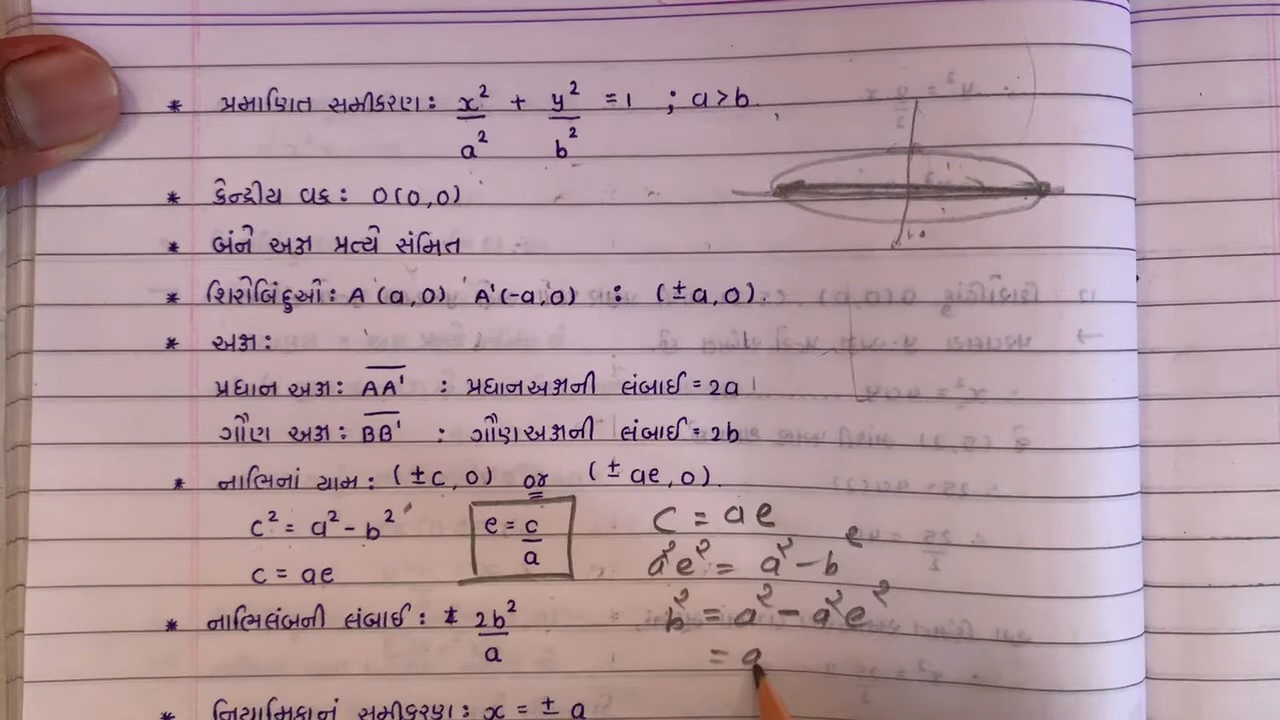 * પ્રમાણિત સમીકરણ: x²/a² + y²/b² = 1 ; a > b
* કેન્દ્રીય વક્ર: O(0,0)
* બંને અક્ષ પ્રત્યે સંમિત
* શિરોબિંદુઓ: A (a,0) A'(-a,0) : (±a,0).
* અક્ષ:
પ્રધાન અક્ષ: AA' : પ્રધાનઅક્ષની લંબાઈ = 2a
ગૌણ અક્ષ: BB' : ગૌણઅક્ષની લંબાઈ = 2b
* નાભિનાં યામ: (±c,0) or (±ae,0).
c² = a² - b² e = c/a c = ae
c = ae a²e² = a² - b²
* નાભિલંબની લંબાઈ: 2b²/a b² = a² - a²e²
= a
* નિયામિકાનું સમીકરણ: x = ± a